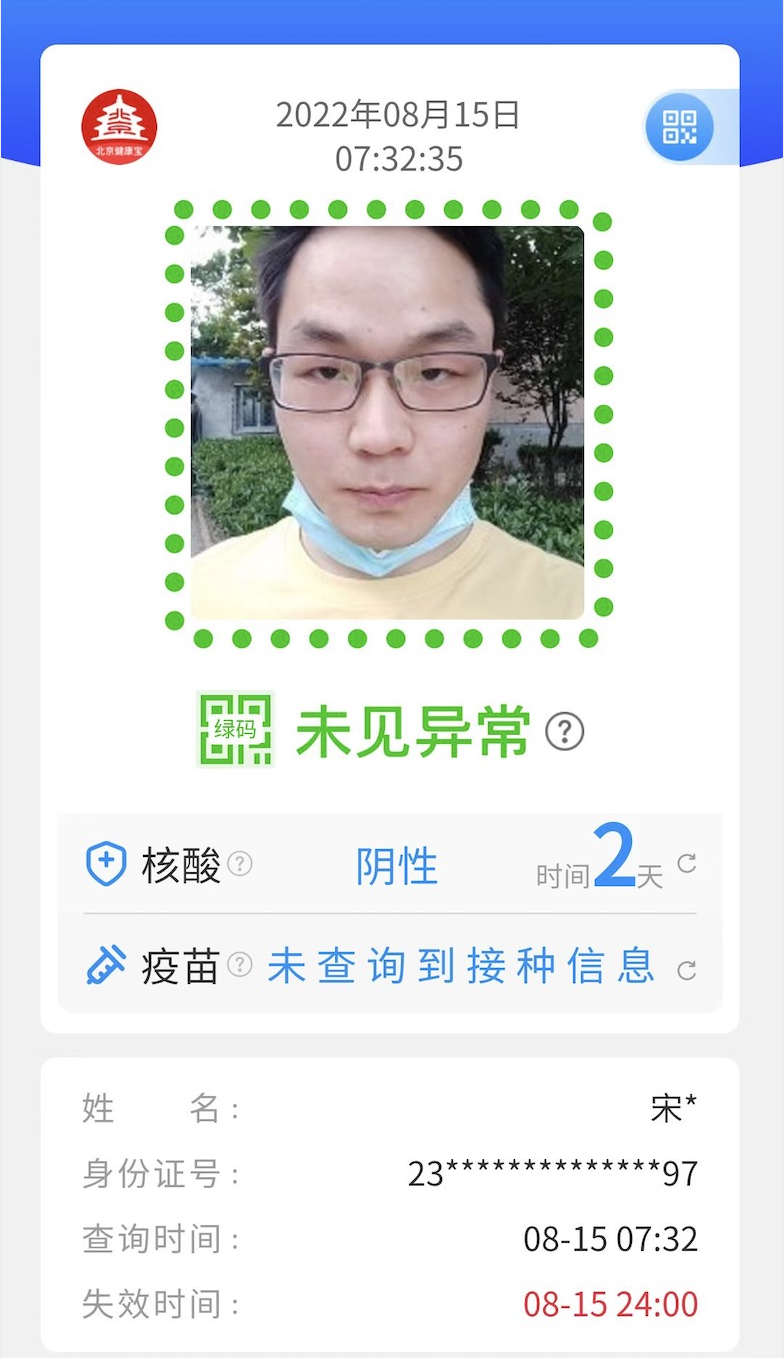 2022年08月15日
07:32:35
北京健康宝
绿码
未见异常 ?
核酸 ? 阴性 时间2天
疫苗 ? 未查询到接种信息
姓 名: 宋*
身份证号: 23**************97
查询时间: 08-15 07:32
失效时间: 08-15 24:00